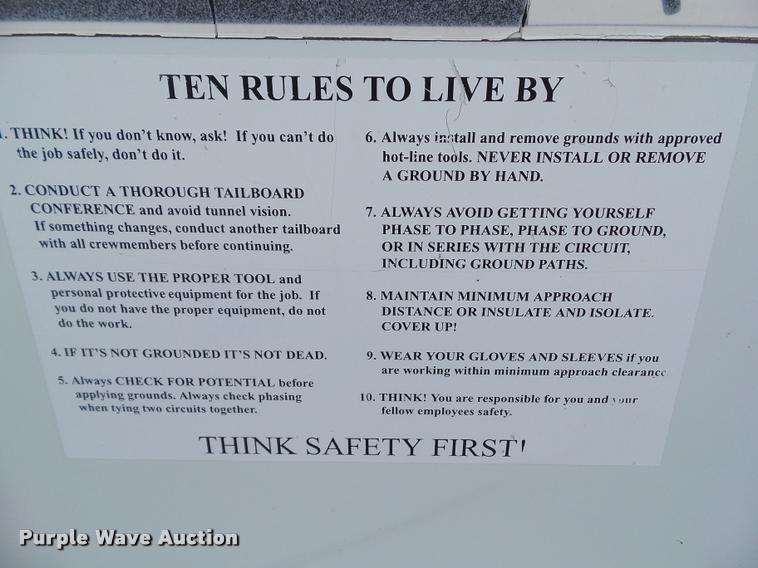 TEN RULES TO LIVE BY
1. THINK! If you don't know, ask! If you can't do
the job safely, don't do it.
2. CONDUCT A THOROUGH TAILBOARD
CONFERENCE and avoid tunnel vision.
If something changes, conduct another tailboard
with all crewmembers before continuing.
3. ALWAYS USE THE PROPER TOOL and
personal protective equipment for the job. If
you do not have the proper equipment, do not
do the work.
4. IF IT'S NOT GROUNDED IT'S NOT DEAD.
5. Always CHECK FOR POTENTIAL before
applying grounds. Always check phasing
when tying two circuits together.
6. Always install and remove grounds with approved
hot-line tools. NEVER INSTALL OR REMOVE
A GROUND BY HAND.
7. ALWAYS AVOID GETTING YOURSELF
PHASE TO PHASE, PHASE TO GROUND,
OR IN SERIES WITH THE CIRCUIT,
INCLUDING GROUND PATHS.
8. MAINTAIN MINIMUM APPROACH
DISTANCE OR INSULATE AND ISOLATE.
COVER UP!
9. WEAR YOUR GLOVES AND SLEEVES if you
are working within minimum approach clearance
10. THINK! You are responsible for you and your
fellow employees safety.
THINK SAFETY FIRST!
Purple Wave Auction